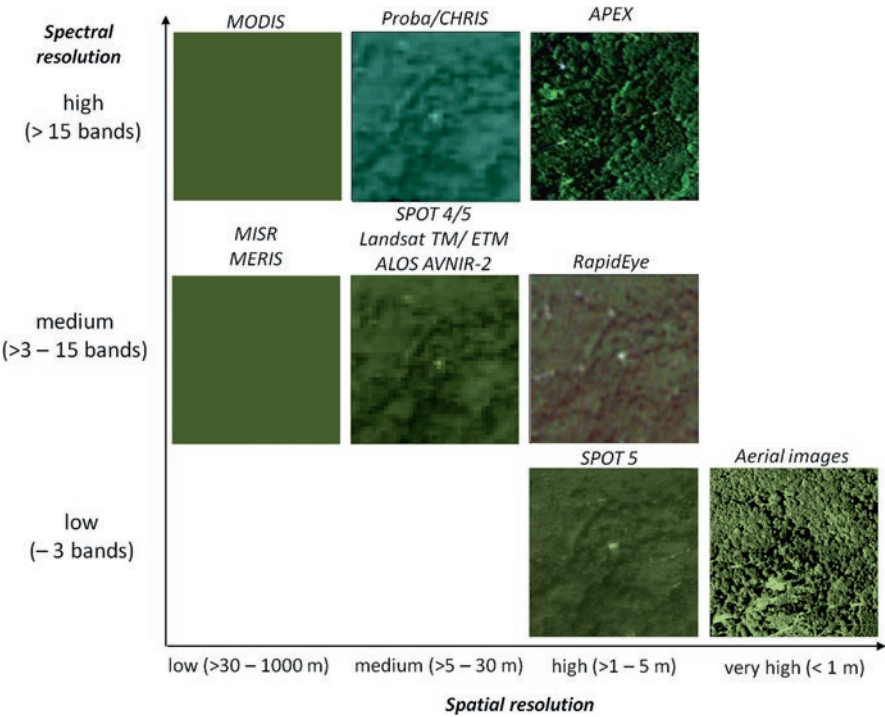 Spectral
resolution
MODIS
Proba/CHRIS
APEX
high
(> 15 bands)
MISR
MERIS
SPOT 4/5
Landsat TM/ ETM
ALOS AVNIR-2
RapidEye
medium
(>3 – 15 bands)
SPOT 5
Aerial images
low
(– 3 bands)
low (>30 – 1000 m)
medium (>5 – 30 m)
high (>1 – 5 m)
very high (< 1 m)
Spatial resolution